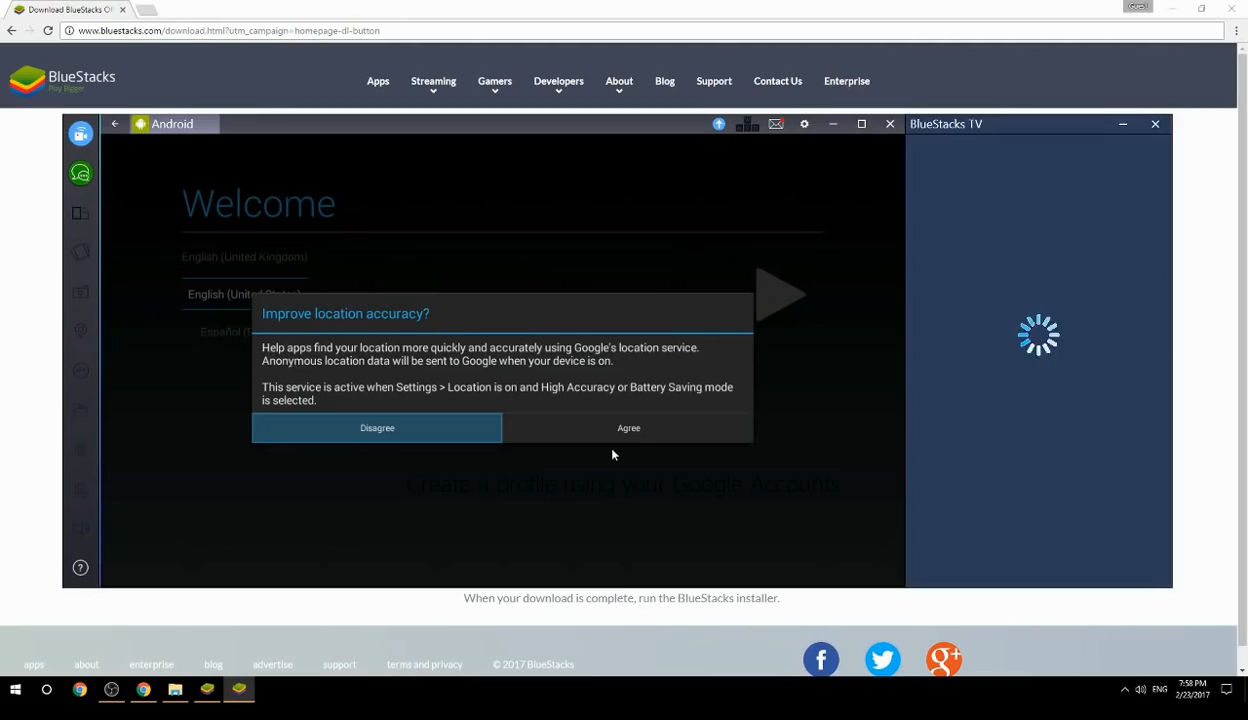 Download BlueStacks Of
Guest
www.bluestacks.com/download.html?utm_campaign=homepage-dl-button
BlueStacks
Play Bigger
Apps Streaming Gamers Developers About Blog Support Contact Us Enterprise
Android
BlueStacks TV
Welcome
English (United Kingdom)
English (United States)
Español (
Improve location accuracy?
Help apps find your location more quickly and accurately using Google's location service.
Anonymous location data will be sent to Google when your device is on.
This service is active when Settings > Location is on and High Accuracy or Battery Saving mode
is selected.
Disagree Agree
Create a profile using your Google Accounts
?
When your download is complete, run the BlueStacks installer.
apps about enterprise blog advertise support terms and privacy © 2017 BlueStacks
f g+
ENG
7:58 PM
2/23/2017